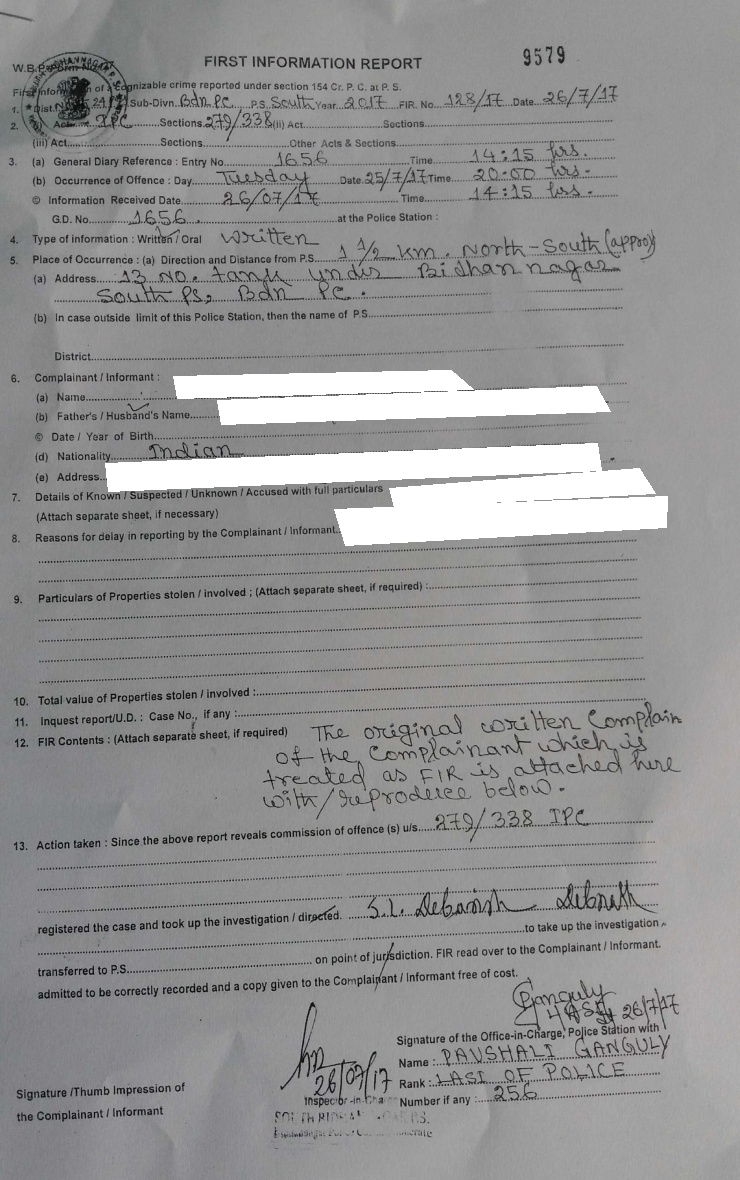 FIRST INFORMATION REPORT 9579
W.B.P.
First Inform of a Cognizable crime reported under section 154 Cr. P. C. at P. S.
1. Dist. Sub-Divn. Bdn PC P.S. South Year 2017 FIR. No. 128/17 Date 26/7/17
2. Act IPC Sections 279/338 (ii) Act Sections
(iii) Act Sections Other Acts & Sections
3. (a) General Diary Reference : Entry No 1656 Time 14:15 hrs.
(b) Occurrence of Offence : Day Tuesday Date 25/7/17 Time 20:00 hrs.
© Information Received Date 26/07/17 Time 14:15 hrs.
G.D. No. 1656 at the Police Station :
4. Type of information : Written / Oral Written
5. Place of Occurrence : (a) Direction and Distance from P.S. 1 1/2 Km. North-South (appro)
(a) Address 13 NO. tank under Bidhannagar
South PS, Bdn PC.
(b) In case outside limit of this Police Station, then the name of P.S.
District
6. Complainant / Informant :
(a) Name
(b) Father's / Husband's Name
© Date / Year of Birth
(d) Nationality Indian
(e) Address
7. Details of Known / Suspected / Unknown / Accused with full particulars
(Attach separate sheet, if necessary)
8. Reasons for delay in reporting by the Complainant / Informant
9. Particulars of Properties stolen / involved ; (Attach separate sheet, if required) :
10. Total value of Properties stolen / involved :
11. Inquest report/U.D. : Case No., if any :
12. FIR Contents : (Attach separate sheet, if required) The original written Complain
of the Complainant which is
treated as FIR is attached here
with/reproduce below.
13. Action taken : Since the above report reveals commission of offence (s) u/s. 279/338 IPC
registered the case and took up the investigation / directed. S.I. Debasish Debnath
to take up the investigation
transferred to P.S. on point of jurisdiction. FIR read over to the Complainant / Informant.
admitted to be correctly recorded and a copy given to the Complainant / Informant free of cost.
PGanguly
LASI 26/7/17
Signature of the Office-in-Charge, Police Station with
Name : PAUSHALI GANGULY
Rank : LASI OF POLICE
Number if any : 256
26/07/17
Inspector-in-Cha
Signature /Thumb Impression of
the Complainant / Informant